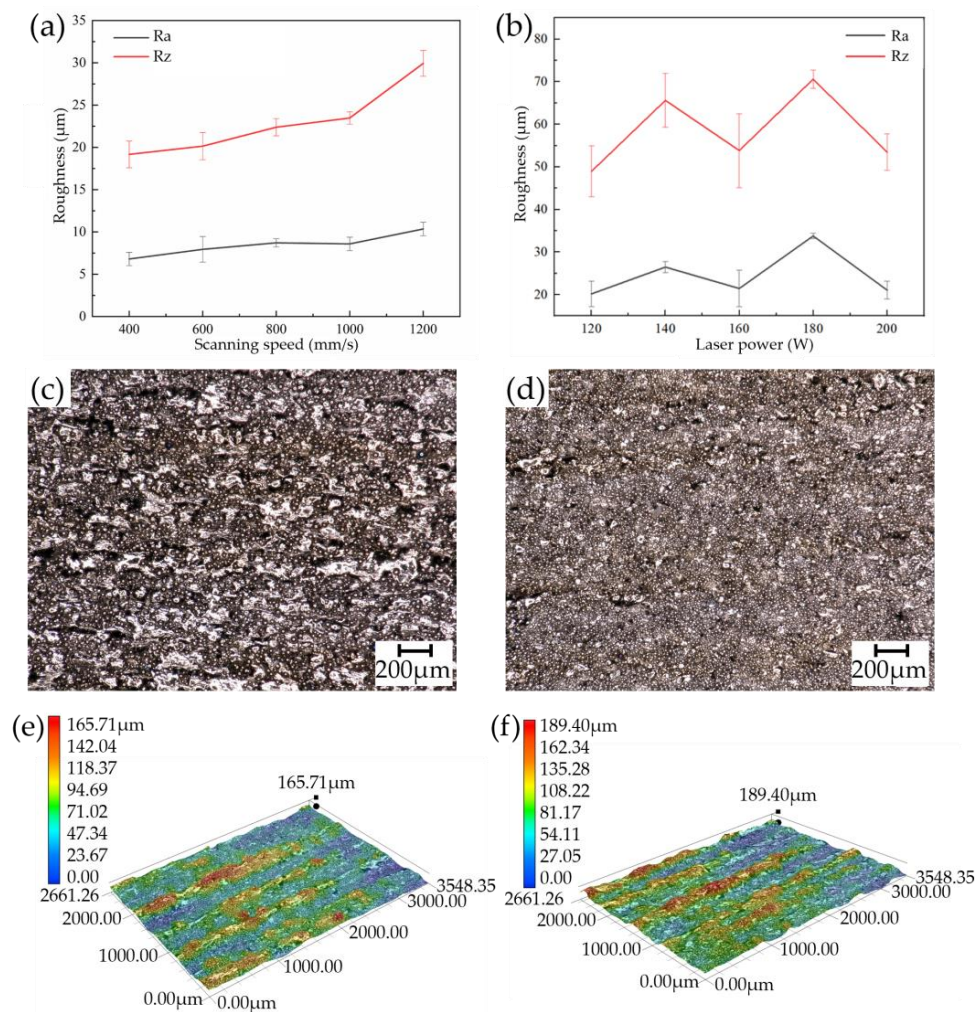 (a)
35
30
25
20
15
10
5
0
Roughness (μm)
Ra
Rz
400 600 800 1000 1200
Scanning speed (mm/s)
(b)
90
80
70
60
50
40
30
20
Roughness (μm)
Ra
Rz
120 140 160 180 200
Laser power (W)
(c)
200μm
(d)
200μm
(e)
165.71μm
142.04
118.37
94.69
71.02
47.34
23.67
0.00
165.71μm
2661.26
2000.00
1000.00
0.00μm
0.00μm
1000.00
2000.00
3000.00
3548.35
(f)
189.40μm
162.34
135.28
108.22
81.17
54.11
27.05
0.00
189.40μm
2661.26
2000.00
1000.00
0.00μm
0.00μm
1000.00
2000.00
3000.00
3548.35